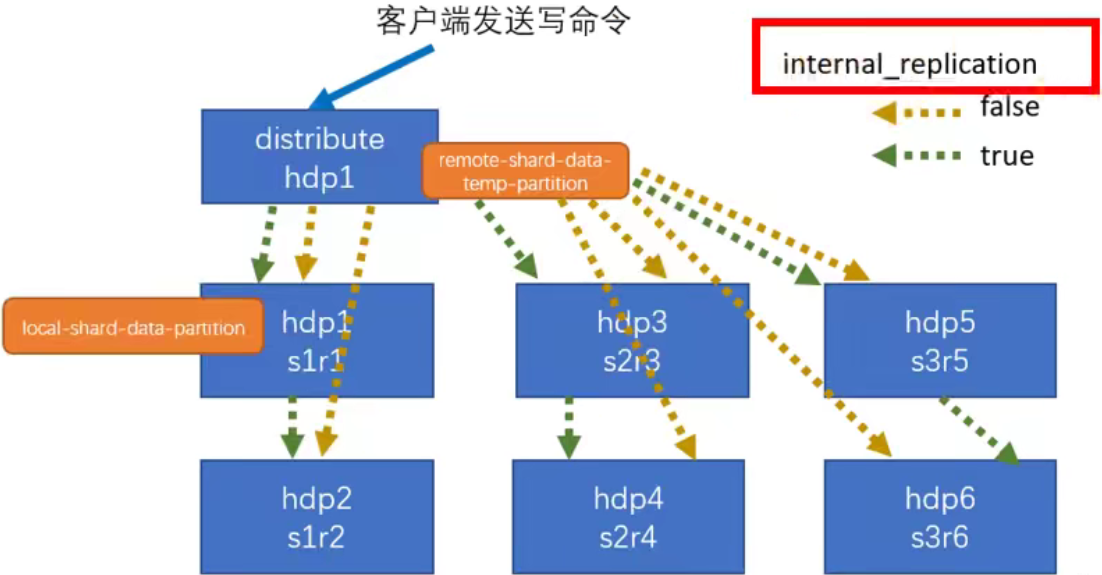 客户端发送写命令
internal_replication
false
true
distribute
hdp1
remote-shard-data-
temp-partition
local-shard-data-partition
hdp1
s1r1
hdp3
s2r3
hdp5
s3r5
hdp2
s1r2
hdp4
s2r4
hdp6
s3r6